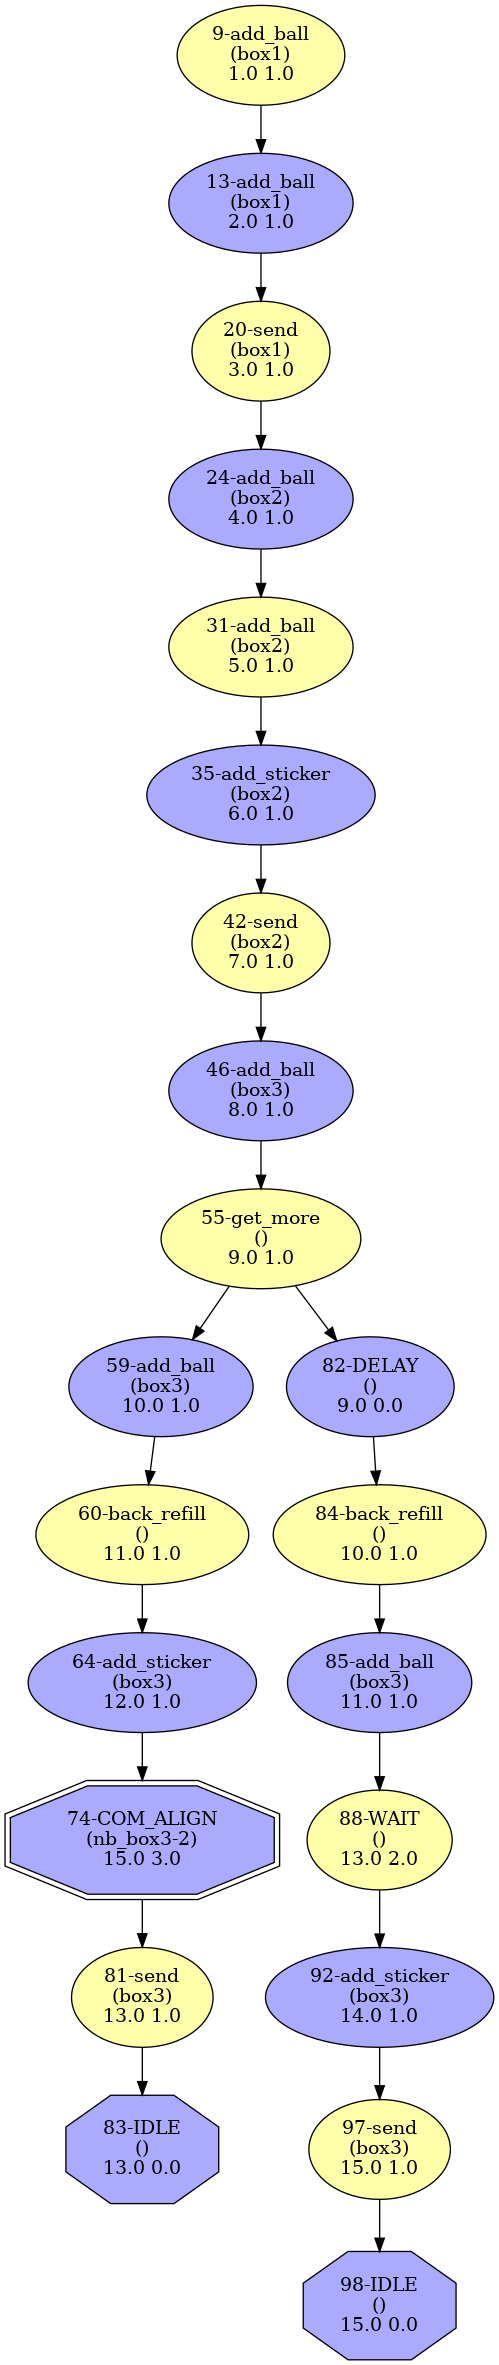 9-add_ball
(box1)
1.0 1.0
13-add_ball
(box1)
2.0 1.0
20-send
(box1)
3.0 1.0
24-add_ball
(box2)
4.0 1.0
31-add_ball
(box2)
5.0 1.0
35-add_sticker
(box2)
6.0 1.0
42-send
(box2)
7.0 1.0
46-add_ball
(box3)
8.0 1.0
55-get_more
()
9.0 1.0
59-add_ball
(box3)
10.0 1.0
82-DELAY
()
9.0 0.0
60-back_refill
()
11.0 1.0
84-back_refill
()
10.0 1.0
64-add_sticker
(box3)
12.0 1.0
85-add_ball
(box3)
11.0 1.0
74-COM_ALIGN
(nb_box3-2)
15.0 3.0
88-WAIT
()
13.0 2.0
81-send
(box3)
13.0 1.0
92-add_sticker
(box3)
14.0 1.0
83-IDLE
()
13.0 0.0
97-send
(box3)
15.0 1.0
98-IDLE
()
15.0 0.0